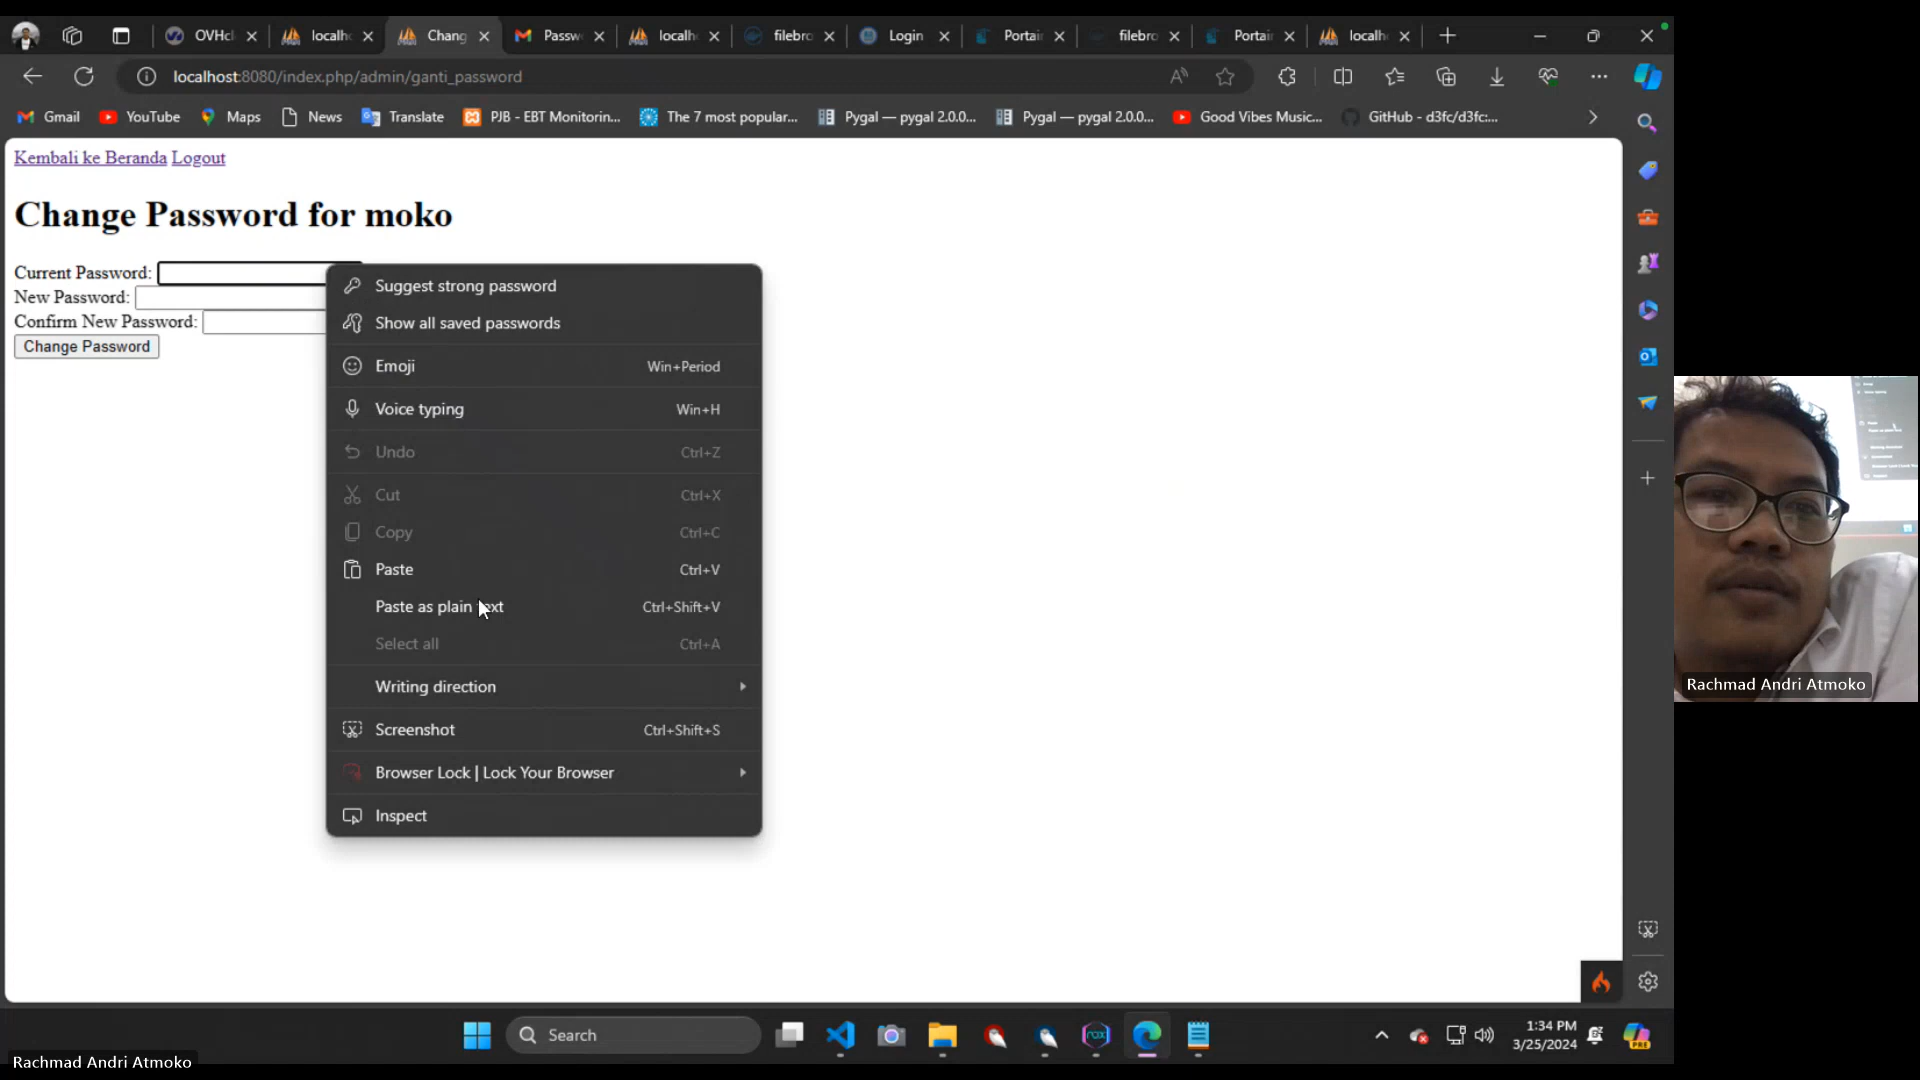 OVHcl
localh
Chang
Passw
localh
filebro
Login
Portair
filebro
Portair
localh
localhost:8080/index.php/admin/ganti_password
Gmail
YouTube
Maps
News
Translate
PJB - EBT Monitorin...
The 7 most popular...
Pygal — pygal 2.0.0...
Pygal — pygal 2.0.0...
Good Vibes Music...
GitHub - d3fc/d3fc:...
Kembali ke Beranda Logout
Change Password for moko
Current Password:
New Password:
Confirm New Password:
Change Password
Suggest strong password
Show all saved passwords
Emoji Win+Period
Voice typing Win+H
Undo Ctrl+Z
Cut Ctrl+X
Copy Ctrl+C
Paste Ctrl+V
Paste as plain text Ctrl+Shift+V
Select all Ctrl+A
Writing direction
Screenshot Ctrl+Shift+S
Browser Lock | Lock Your Browser
Inspect
Rachmad Andri Atmoko
Search
1:34 PM
3/25/2024
Rachmad Andri Atmoko